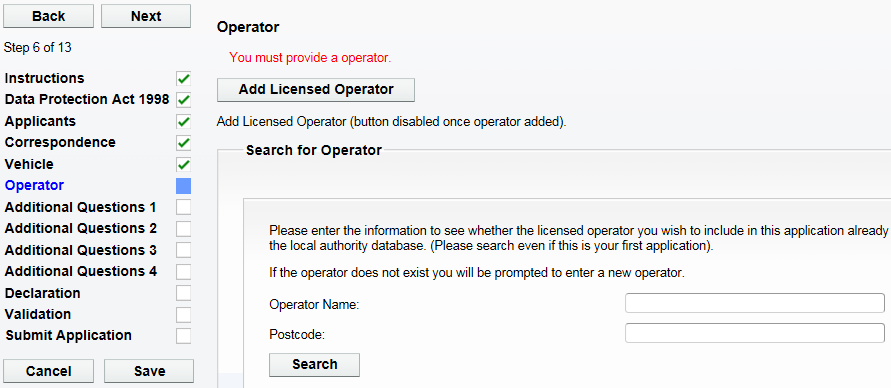 Back
Next
Step 6 of 13
Instructions
Data Protection Act 1998
Applicants
Correspondence
Vehicle
Operator
Additional Questions 1
Additional Questions 2
Additional Questions 3
Additional Questions 4
Declaration
Validation
Submit Application
Cancel
Save
Operator
You must provide a operator.
Add Licensed Operator
Add Licensed Operator (button disabled once operator added).
Search for Operator
Please enter the information to see whether the licensed operator you wish to include in this application already
the local authority database. (Please search even if this is your first application).
If the operator does not exist you will be prompted to enter a new operator.
Operator Name:
Postcode:
Search